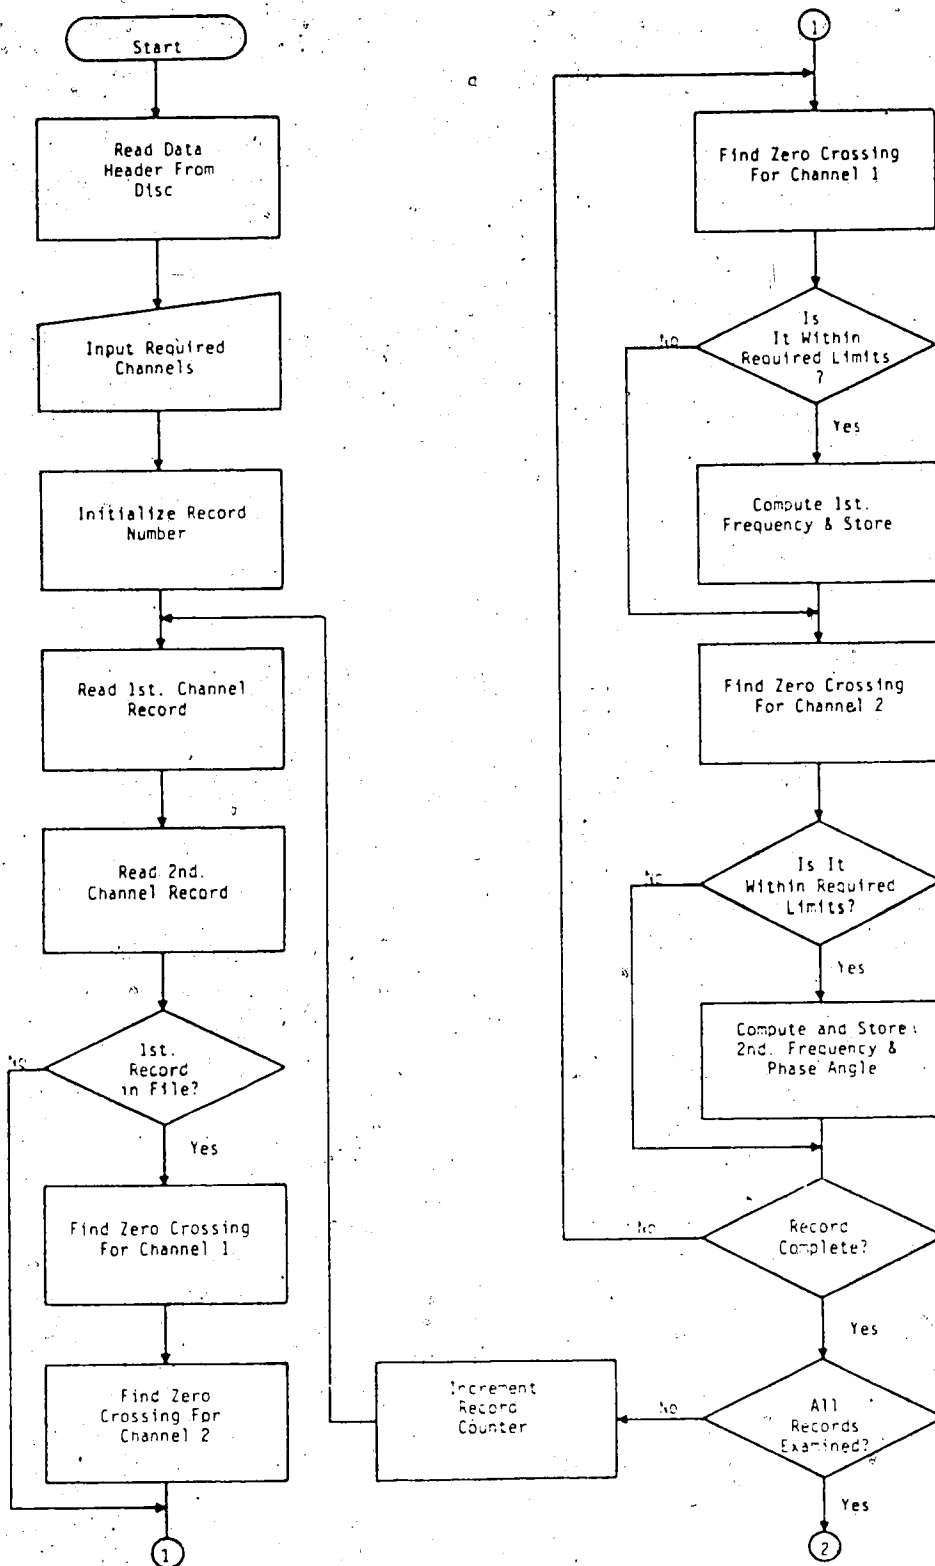 Start
Read Data
Header From
Disc
Input Required
Channels
Initialize Record
Number
Read 1st. Channel
Record
Read 2nd.
Channel Record
1st.
Record
in File?
No
Yes
Find Zero Crossing
For Channel 1
Find Zero
Crossing For
Channel 2
1
1
Find Zero Crossing
For Channel 1
Is
It Within
Required Limits
?
No
Yes
Compute 1st.
Frequency & Store
Find Zero Crossing
For Channel 2
Is It
Within Required
Limits?
No
Yes
Compute and Store
2nd. Frequency &
Phase Angle
Record
Complete?
No
Yes
All
Records
Examined?
No
Increment
Record
Counter
Yes
2